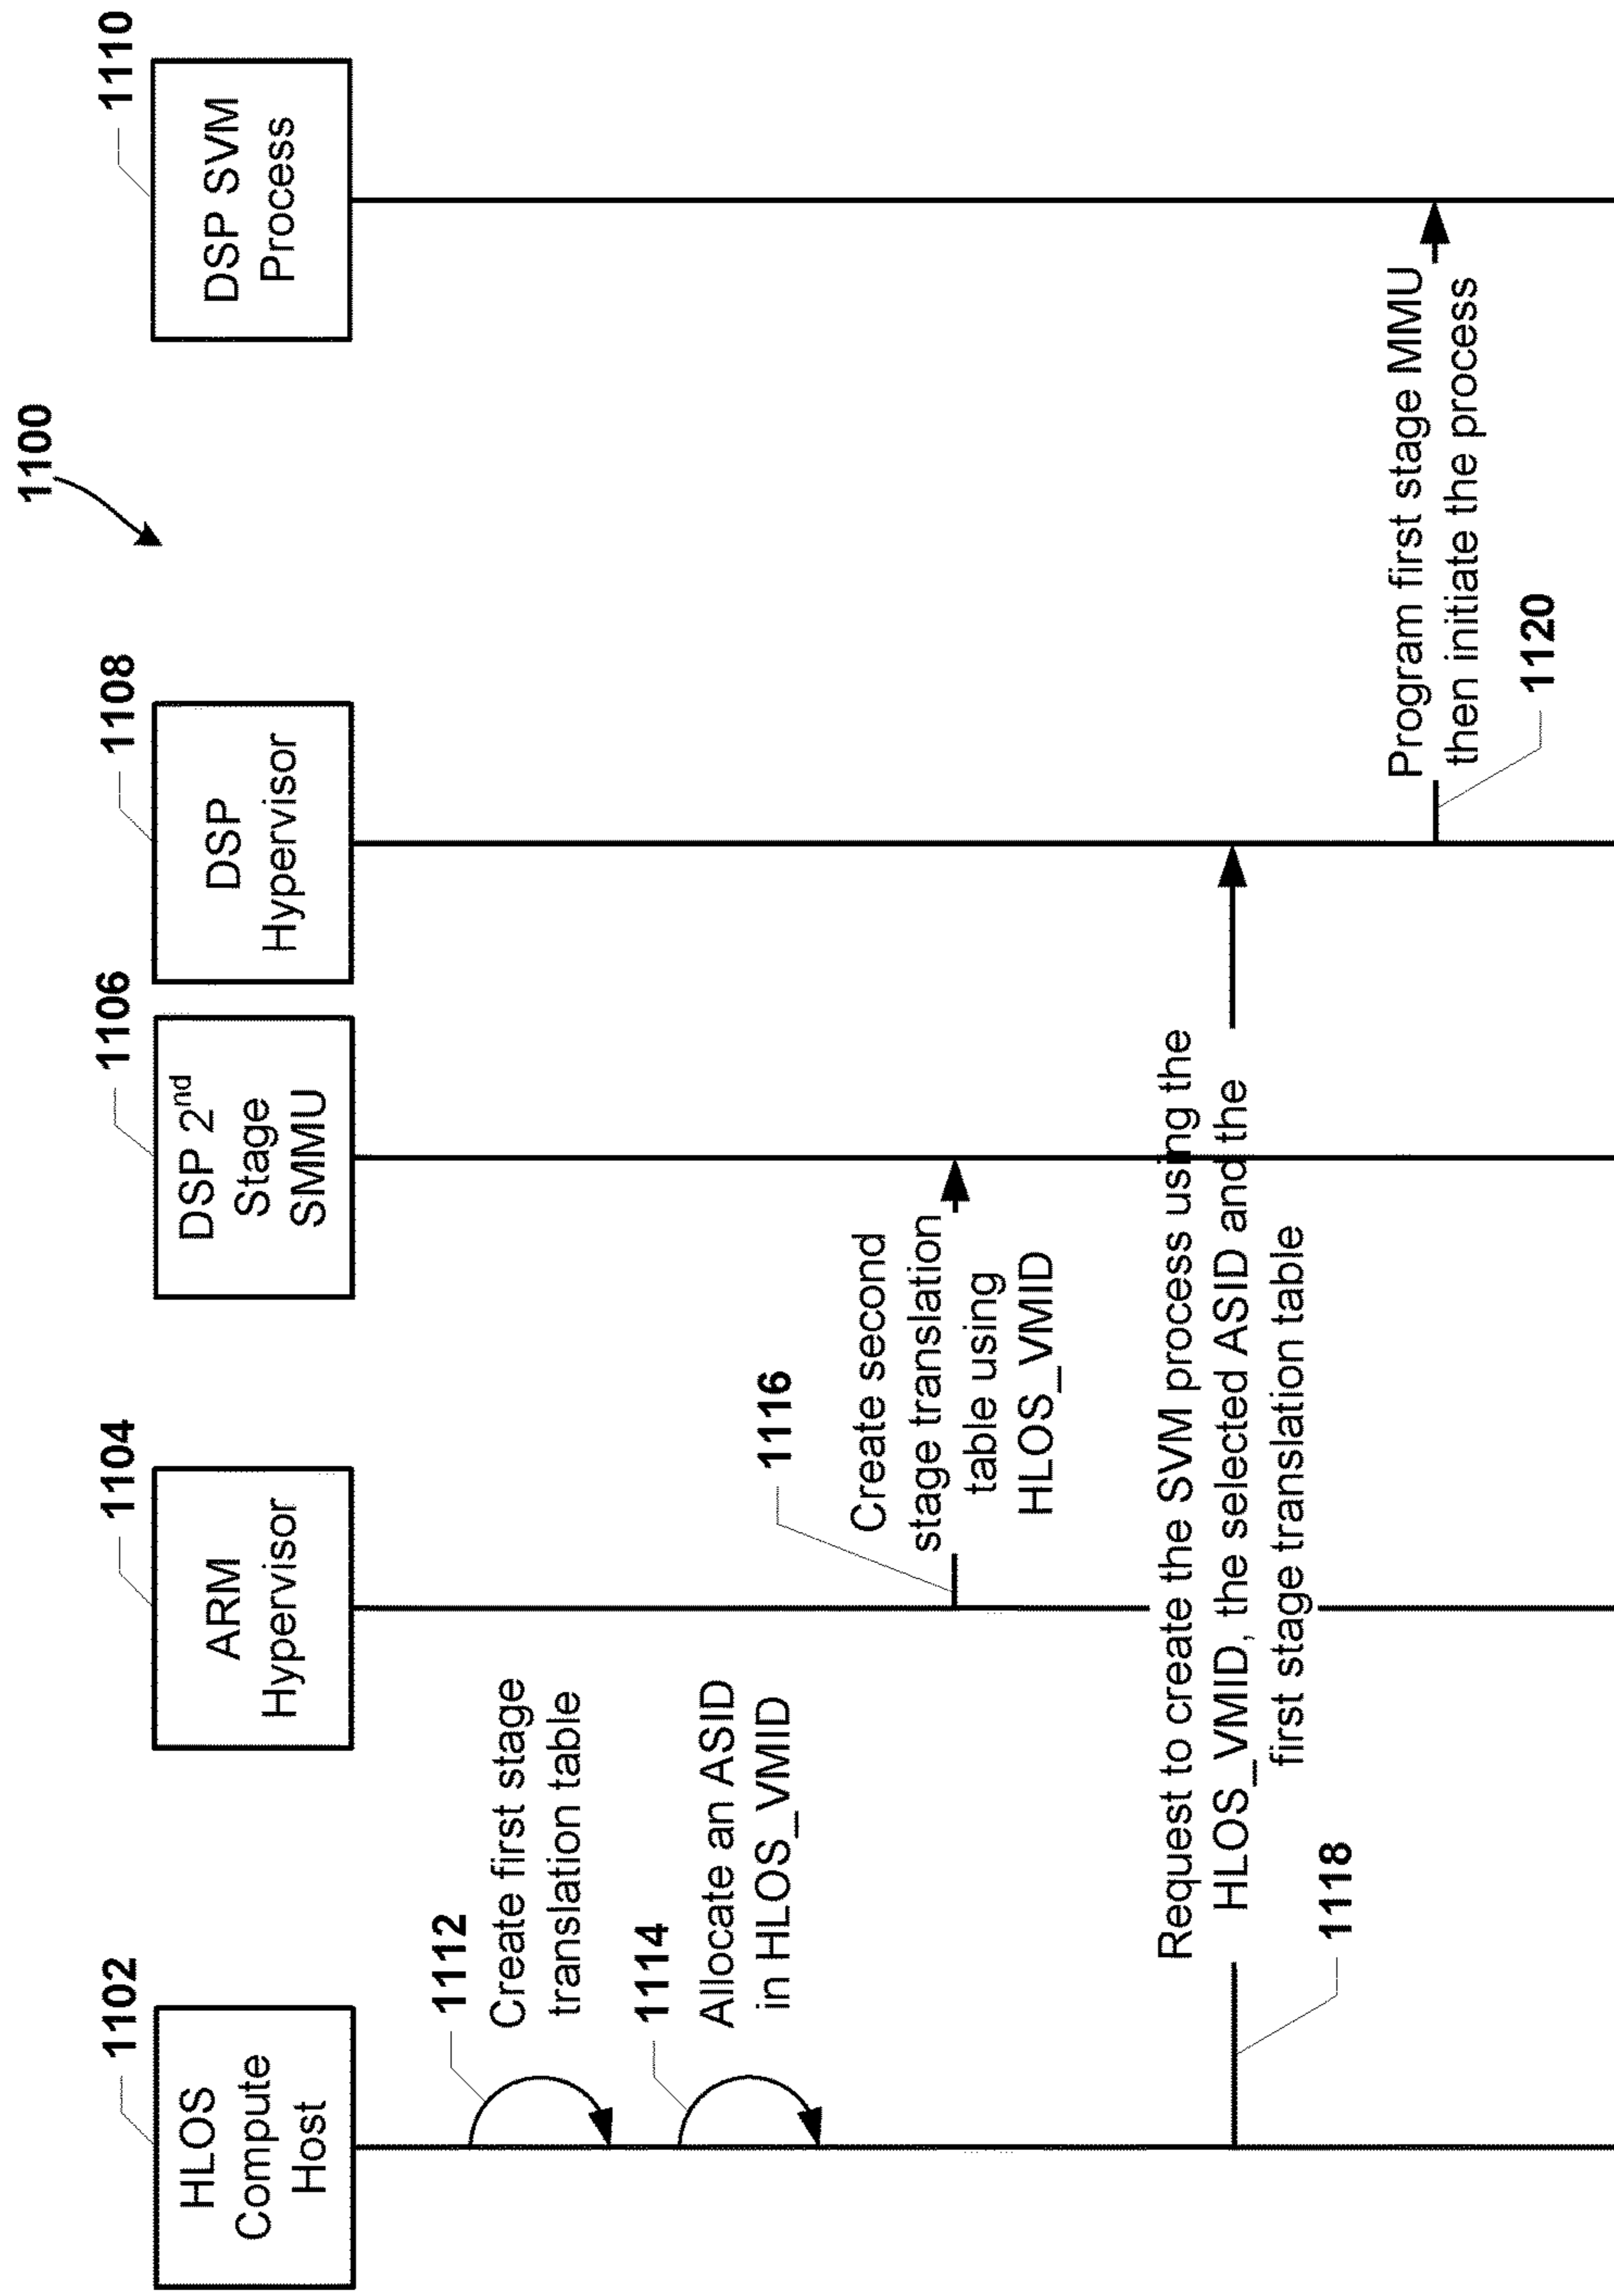 1100
1102
HLOS
Compute
Host
1104
ARM
Hypervisor
1106
DSP 2nd
Stage
SMMU
1108
DSP
Hypervisor
1110
DSP SVM
Process
1112
Create first stage
translation table
1114
Allocate an ASID
in HLOS_VMID
1116
Create second
stage translation
table using
HLOS_VMID
Request to create the SVM process using the
HLOS_VMID, the selected ASID and the
first stage translation table
1118
Program first stage MMU
then initiate the process
1120